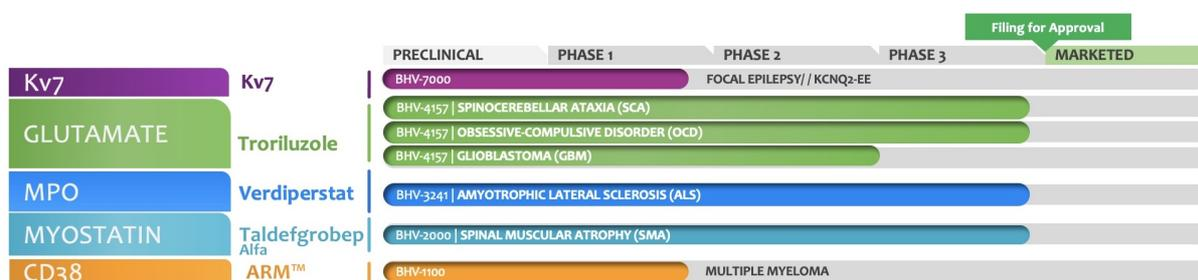 Filing for Approval
PRECLINICAL PHASE 1 PHASE 2 PHASE 3 MARKETED
Kv7 Kv7 BHV-7000 FOCAL EPILEPSY// KCNQ2-EE
GLUTAMATE Troriluzole
BHV-4157 | SPINOCEREBELLAR ATAXIA (SCA)
BHV-4157 | OBSESSIVE-COMPULSIVE DISORDER (OCD)
BHV-4157 | GLIOBLASTOMA (GBM)
MPO Verdiperstat BHV-3241 | AMYOTROPHIC LATERAL SCLEROSIS (ALS)
MYOSTATIN Taldefgrobep BHV-2000 | SPINAL MUSCULAR ATROPHY (SMA)
Alfa
CD38 ARM™ BHV-1100 MULTIPLE MYELOMA